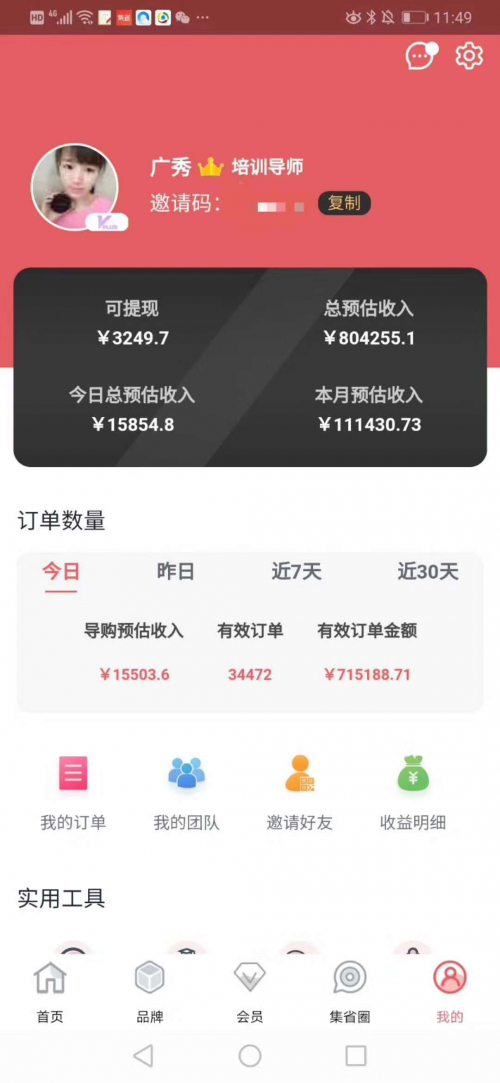 HD 4G 11:49
广秀 培训导师
邀请码： 复制
可提现 总预估收入
￥3249.7 ￥804255.1
今日总预估收入 本月预估收入
￥15854.8 ￥111430.73
订单数量
今日 昨日 近7天 近30天
导购预估收入 有效订单 有效订单金额
￥15503.6 34472 ￥715188.71
我的订单 我的团队 邀请好友 收益明细
实用工具
首页 品牌 会员 集省圈 我的